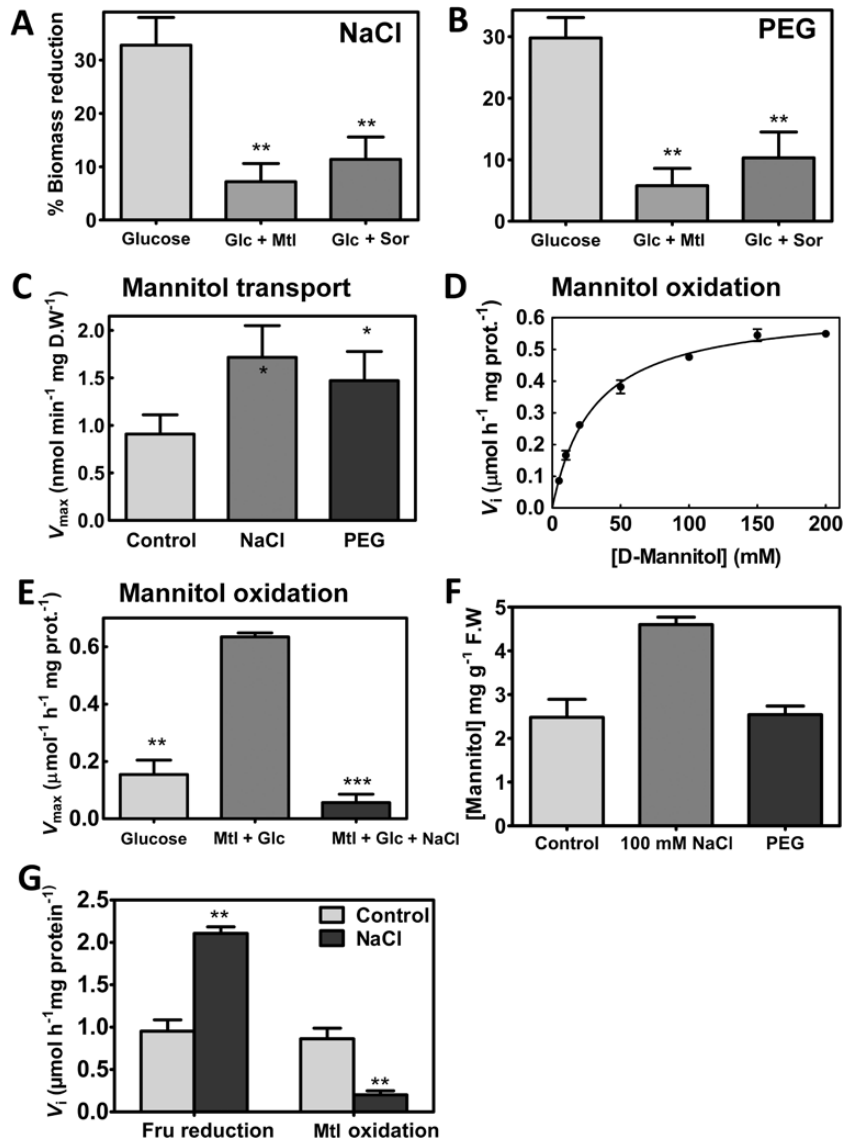 A
NaCl
% Biomass reduction
30
20
10
0
**
**
Glucose
Glc + Mtl
Glc + Sor
B
PEG
30
20
10
0
**
**
Glucose
Glc + Mtl
Glc + Sor
C Mannitol transport
Vmax (nmol min⁻¹ mg D.W⁻¹)
2.0
1.5
1.0
0.5
0.0
*
*
Control
NaCl
PEG
D Mannitol oxidation
Vi (μmol h⁻¹ mg prot.⁻¹)
0.6
0.5
0.4
0.3
0.2
0.1
0.0
0
50
100
150
200
[D-Mannitol] (mM)
E Mannitol oxidation
Vmax (μmol⁻¹ h⁻¹ mg prot.⁻¹)
0.6
0.4
0.2
0.0
**
***
Glucose
Mtl + Glc
Mtl + Glc + NaCl
F
[Mannitol] mg g⁻¹ F.W
5
4
3
2
1
0
Control
100 mM NaCl
PEG
G
Vi (μmol h⁻¹mg protein⁻¹)
2.5
2.0
1.5
1.0
0.5
0.0
**
**
Control
NaCl
Fru reduction
Mtl oxidation